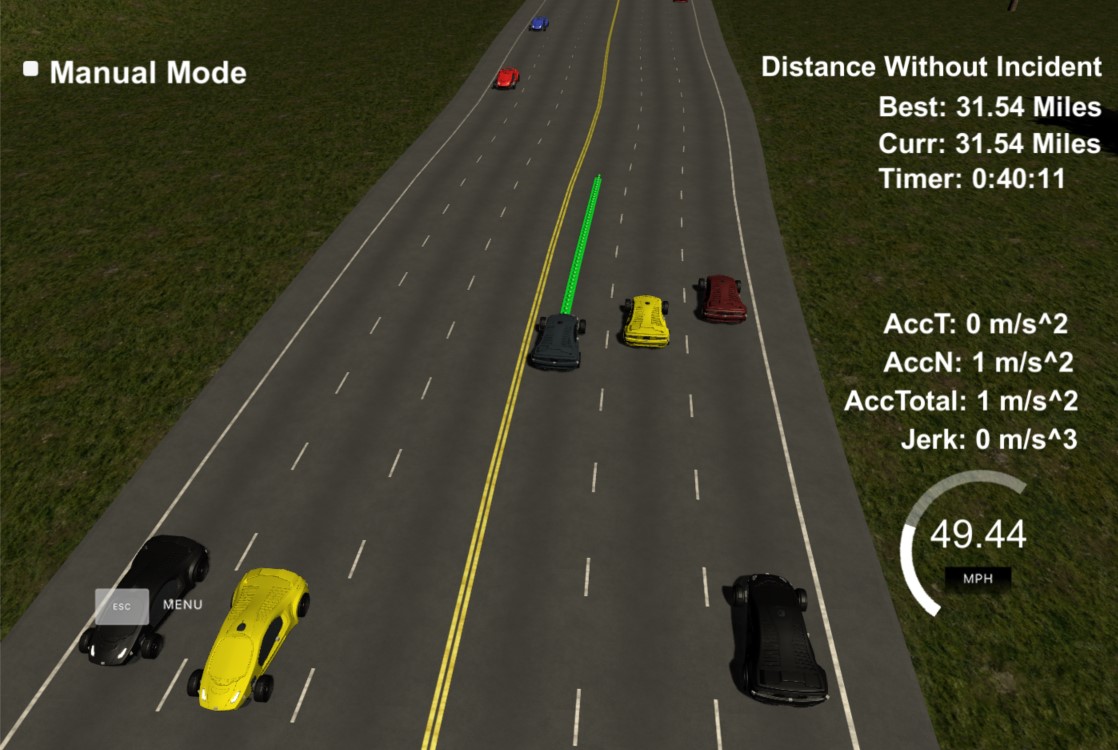 Manual Mode
Distance Without Incident
Best: 31.54 Miles
Curr: 31.54 Miles
Timer: 0:40:11
AccT: 0 m/s^2
AccN: 1 m/s^2
AccTotal: 1 m/s^2
Jerk: 0 m/s^3
49.44
MPH
ESC MENU